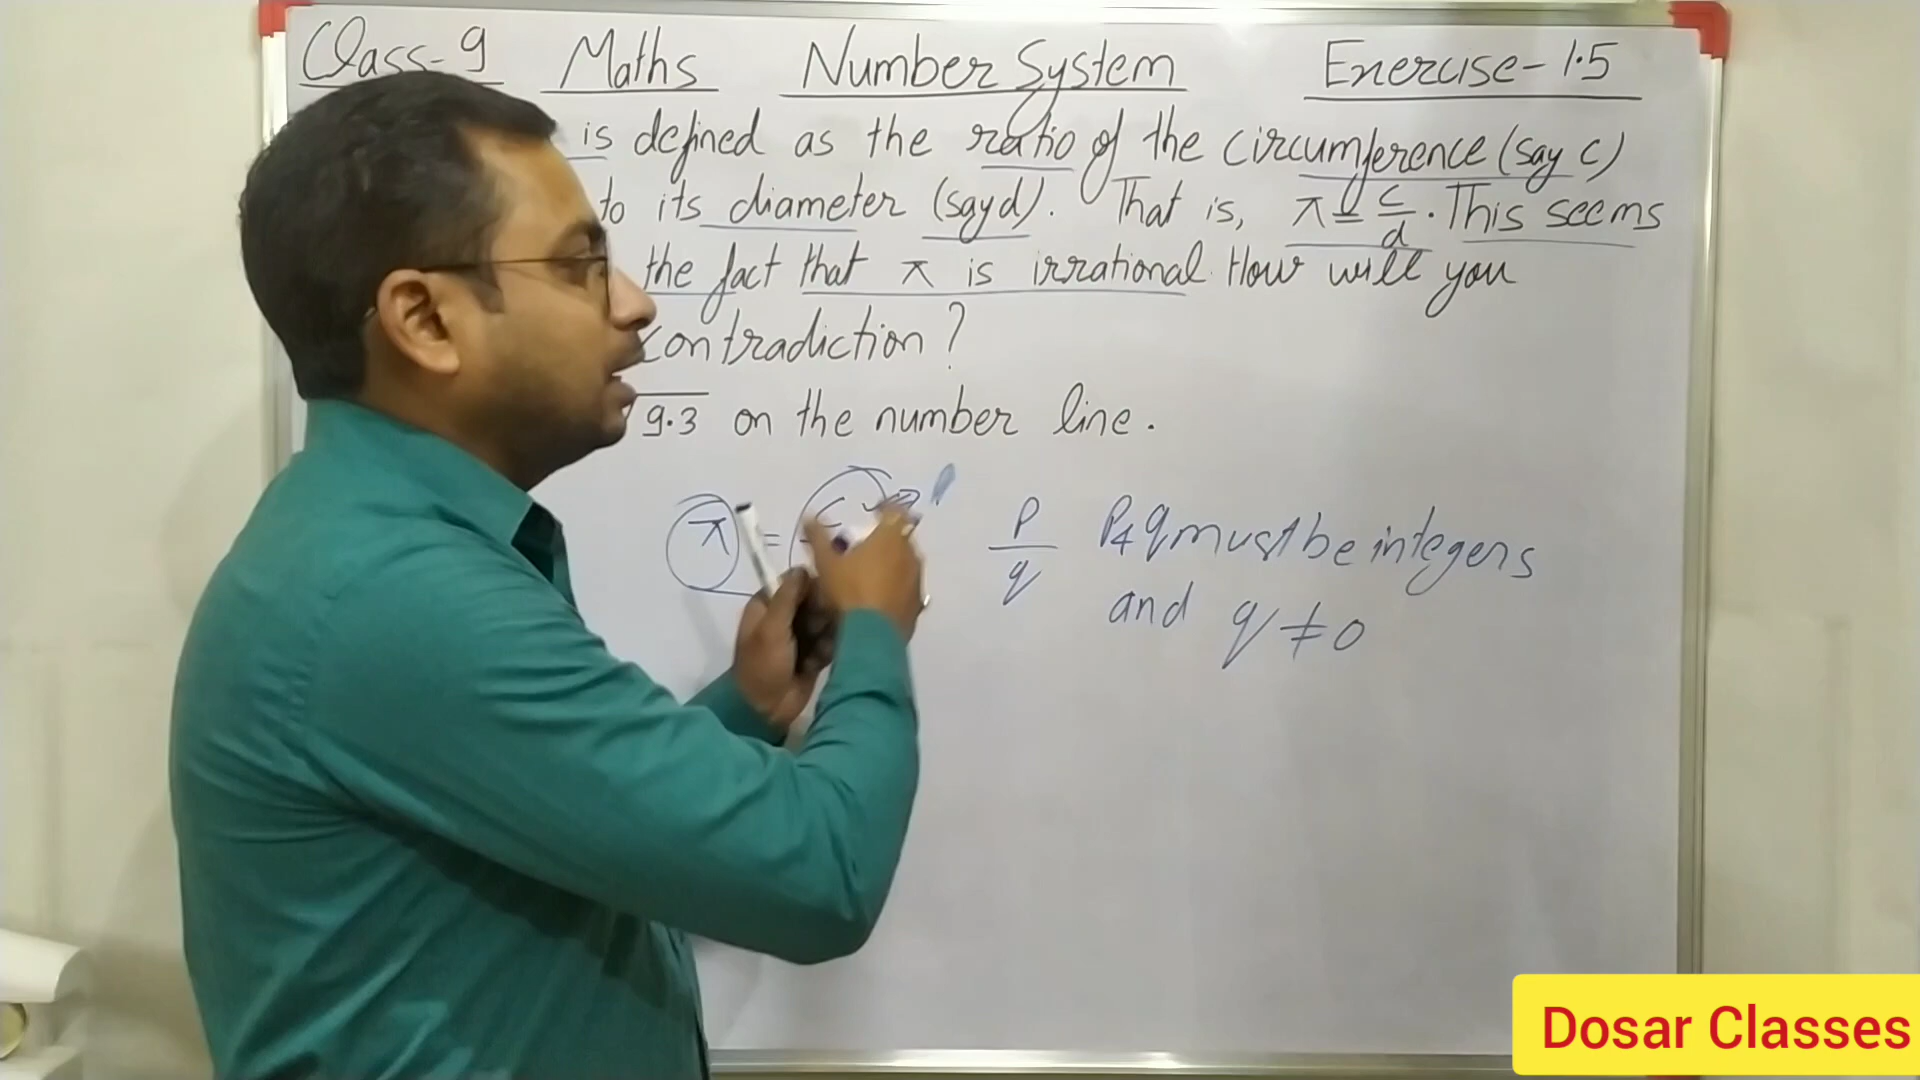 Class-9 Maths Number System Exercise-1.5
is defined as the ratio of the circumference (say c)
to its diameter (say d). That is, π = c/d. This seems
the fact that π is irrational. How will you
contradiction?
√9.3 on the number line.
π = c p/q P & q must be integers
and q ≠ 0
Dosar Classes